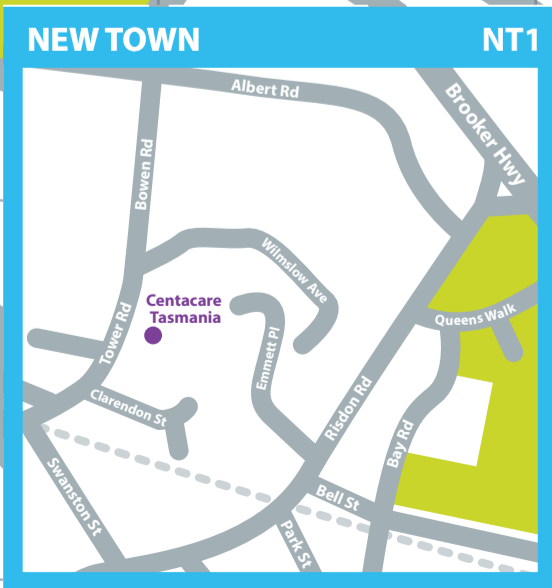 NEW TOWN
NT1
Albert Rd
Brooker Hwy
Bowen Rd
Wilmslow Ave
Centacare
Tasmania
Tower Rd
Queens Walk
Emmett Pl
Clarendon St
Risdon Rd
Bay Rd
Swanston St
Bell St
Park St